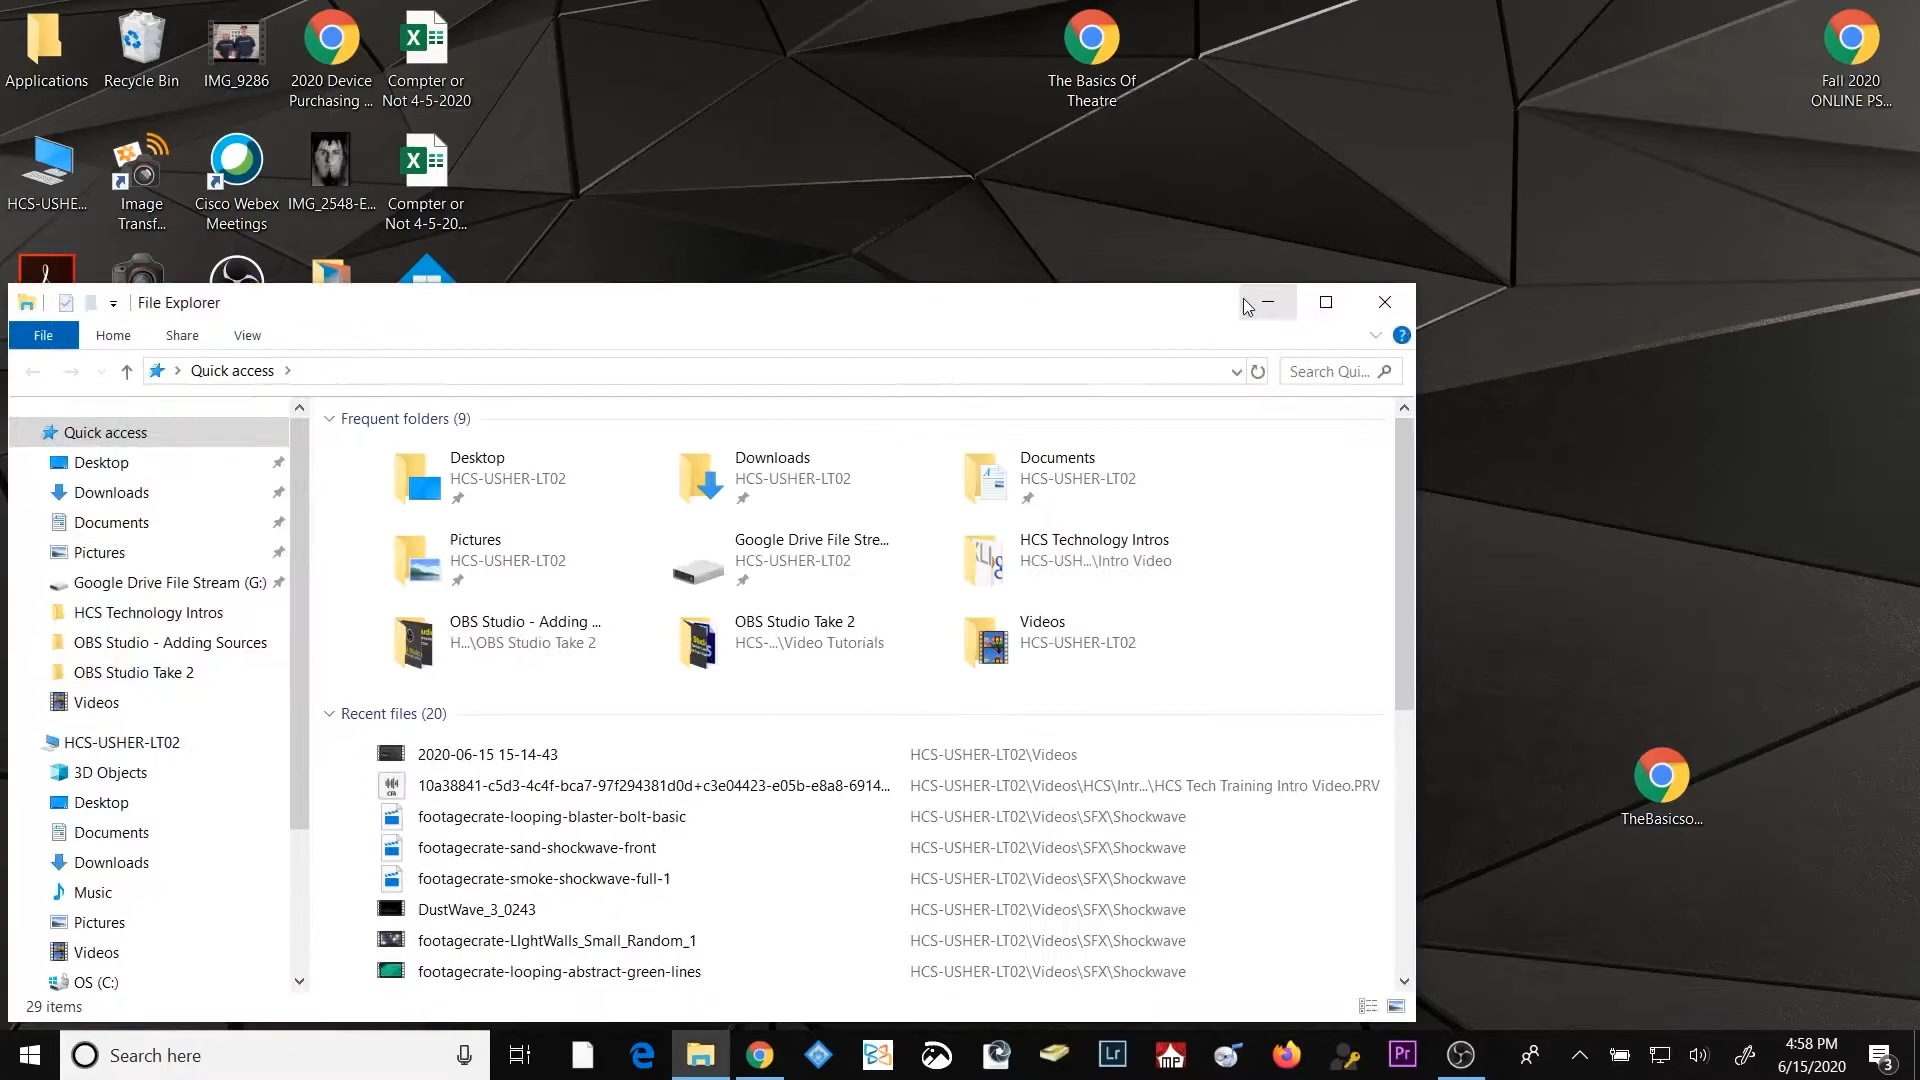 Applications
Recycle Bin
IMG_9286
2020 Device
Purchasing ...
Compter or
Not 4-5-2020
The Basics Of
Theatre
Fall 2020
ONLINE PS...
HCS-USHE...
Image
Transf...
Cisco Webex
Meetings
IMG_2548-E...
Compter or
Not 4-5-20...
File Explorer
File
Home
Share
View
Quick access
Search Qui...
Quick access
Desktop
Downloads
Documents
Pictures
Google Drive File Stream (G:)
HCS Technology Intros
OBS Studio - Adding Sources
OBS Studio Take 2
Videos
HCS-USHER-LT02
3D Objects
Desktop
Documents
Downloads
Music
Pictures
Videos
OS (C:)
Frequent folders (9)
Desktop
HCS-USHER-LT02
Downloads
HCS-USHER-LT02
Documents
HCS-USHER-LT02
Pictures
HCS-USHER-LT02
Google Drive File Stre...
HCS-USHER-LT02
HCS Technology Intros
HCS-USH...\Intro Video
OBS Studio - Adding ...
H...\OBS Studio Take 2
OBS Studio Take 2
HCS-...\Video Tutorials
Videos
HCS-USHER-LT02
Recent files (20)
2020-06-15 15-14-43 HCS-USHER-LT02\Videos
10a38841-c5d3-4c4f-bca7-97f294381d0d+c3e04423-e05b-e8a8-6914... HCS-USHER-LT02\Videos\HCS\Intr...\HCS Tech Training Intro Video.PRV
footagecrate-looping-blaster-bolt-basic HCS-USHER-LT02\Videos\SFX\Shockwave
footagecrate-sand-shockwave-front HCS-USHER-LT02\Videos\SFX\Shockwave
footagecrate-smoke-shockwave-full-1 HCS-USHER-LT02\Videos\SFX\Shockwave
DustWave_3_0243 HCS-USHER-LT02\Videos\SFX\Shockwave
footagecrate-LIghtWalls_Small_Random_1 HCS-USHER-LT02\Videos\SFX\Shockwave
footagecrate-looping-abstract-green-lines HCS-USHER-LT02\Videos\SFX\Shockwave
29 items
TheBasicso...
Search here
Lr
MP
Pr
4:58 PM
6/15/2020
3